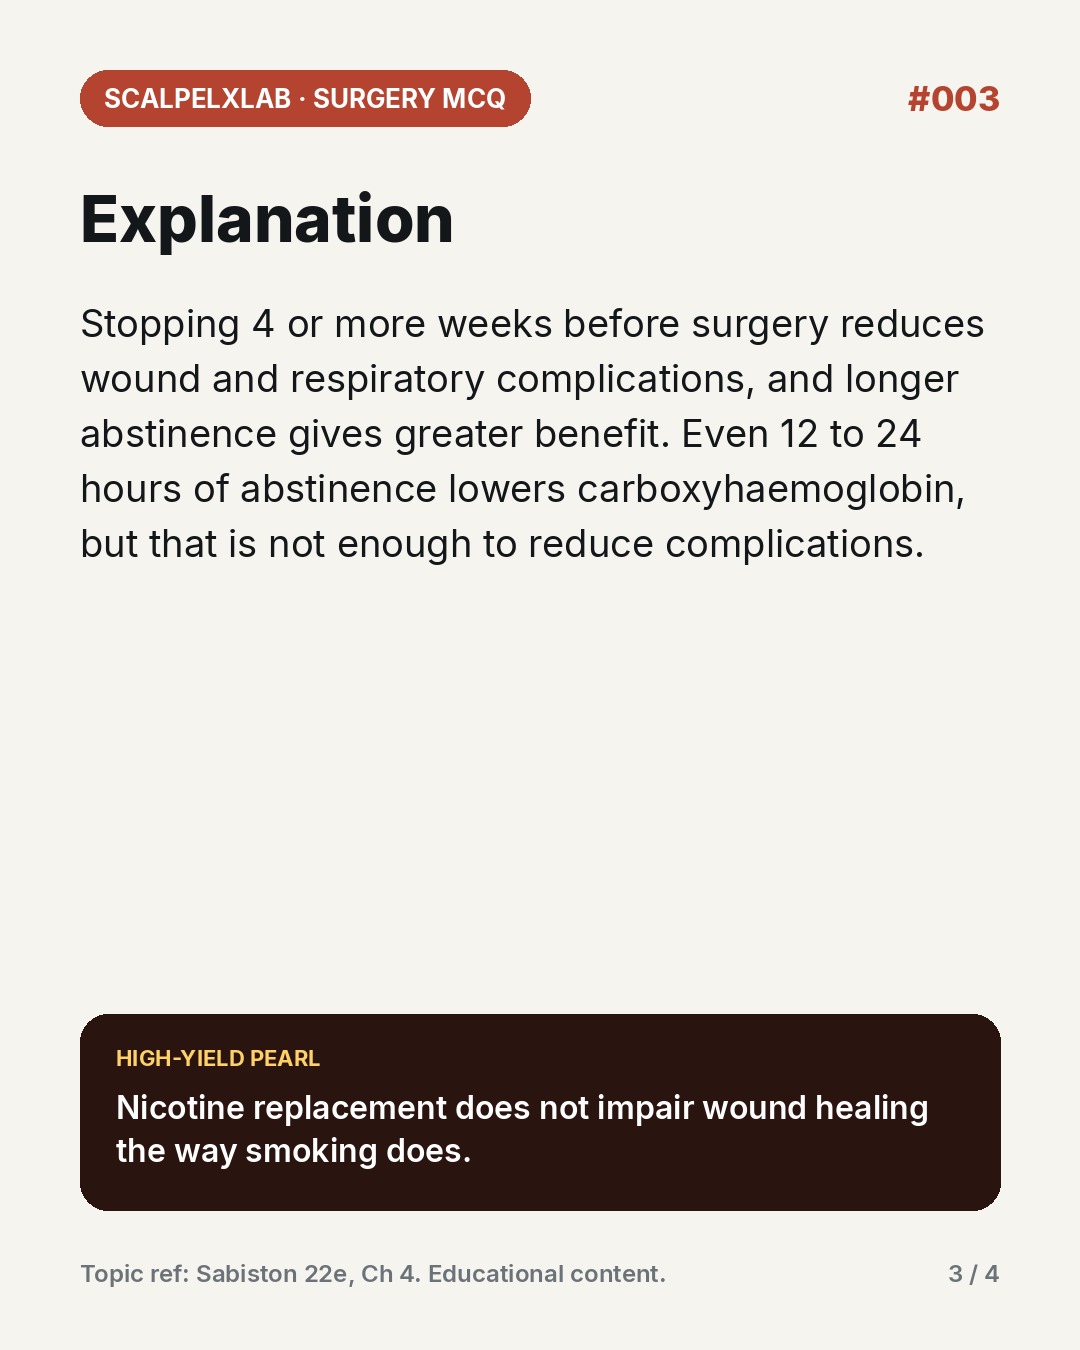 SCALPELXLAB · SURGERY MCQ
#003
Explanation
Stopping 4 or more weeks before surgery reduces
wound and respiratory complications, and longer
abstinence gives greater benefit. Even 12 to 24
hours of abstinence lowers carboxyhaemoglobin,
but that is not enough to reduce complications.
HIGH-YIELD PEARL
Nicotine replacement does not impair wound healing
the way smoking does.
Topic ref: Sabiston 22e, Ch 4. Educational content.
3 / 4